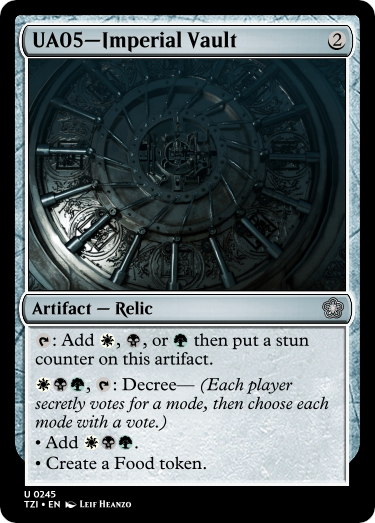 UA05—Imperial Vault 2
Artifact — Relic
: Add , , or then put a stun
counter on this artifact.
, : Decree— (Each player
secretly votes for a mode, then choose each
mode with a vote.)
• Add .
• Create a Food token.
U 0245
TZI • EN Leif Heanzo